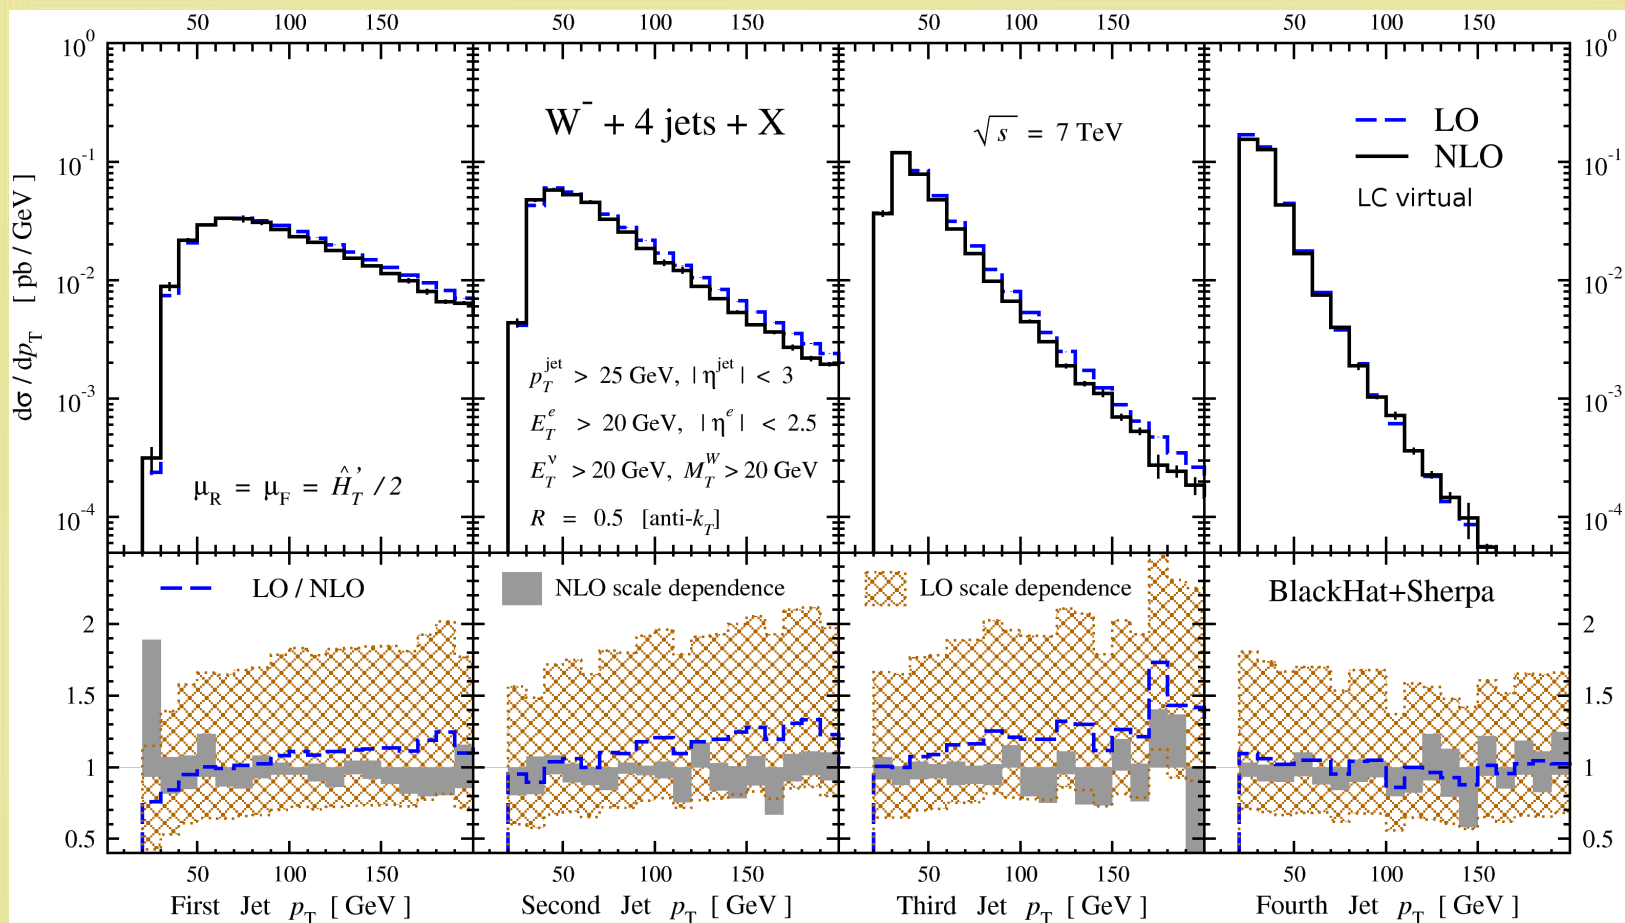 50 100 150 50 100 150 50 100 150 50 100 150
10^0 10^0
W^- + 4 jets + X
√s = 7 TeV
LO
NLO
LC virtual
10^-1 10^-1
10^-2 10^-2
10^-3 10^-3
10^-4 10^-4
dσ / dp_T [ pb / GeV ]
p_T^jet > 25 GeV, | η^jet | < 3
E_T^e > 20 GeV, | η^e | < 2.5
E_T^ν > 20 GeV, M_T^W > 20 GeV
R = 0.5 [anti-k_T]
μ_R = μ_F = Ĥ_T' / 2
LO / NLO
NLO scale dependence
LO scale dependence
BlackHat+Sherpa
2 2
1.5 1.5
1 1
0.5 0.5
50 100 150 50 100 150 50 100 150 50 100 150
First Jet p_T [ GeV ] Second Jet p_T [ GeV ] Third Jet p_T [ GeV ] Fourth Jet p_T [ GeV ]